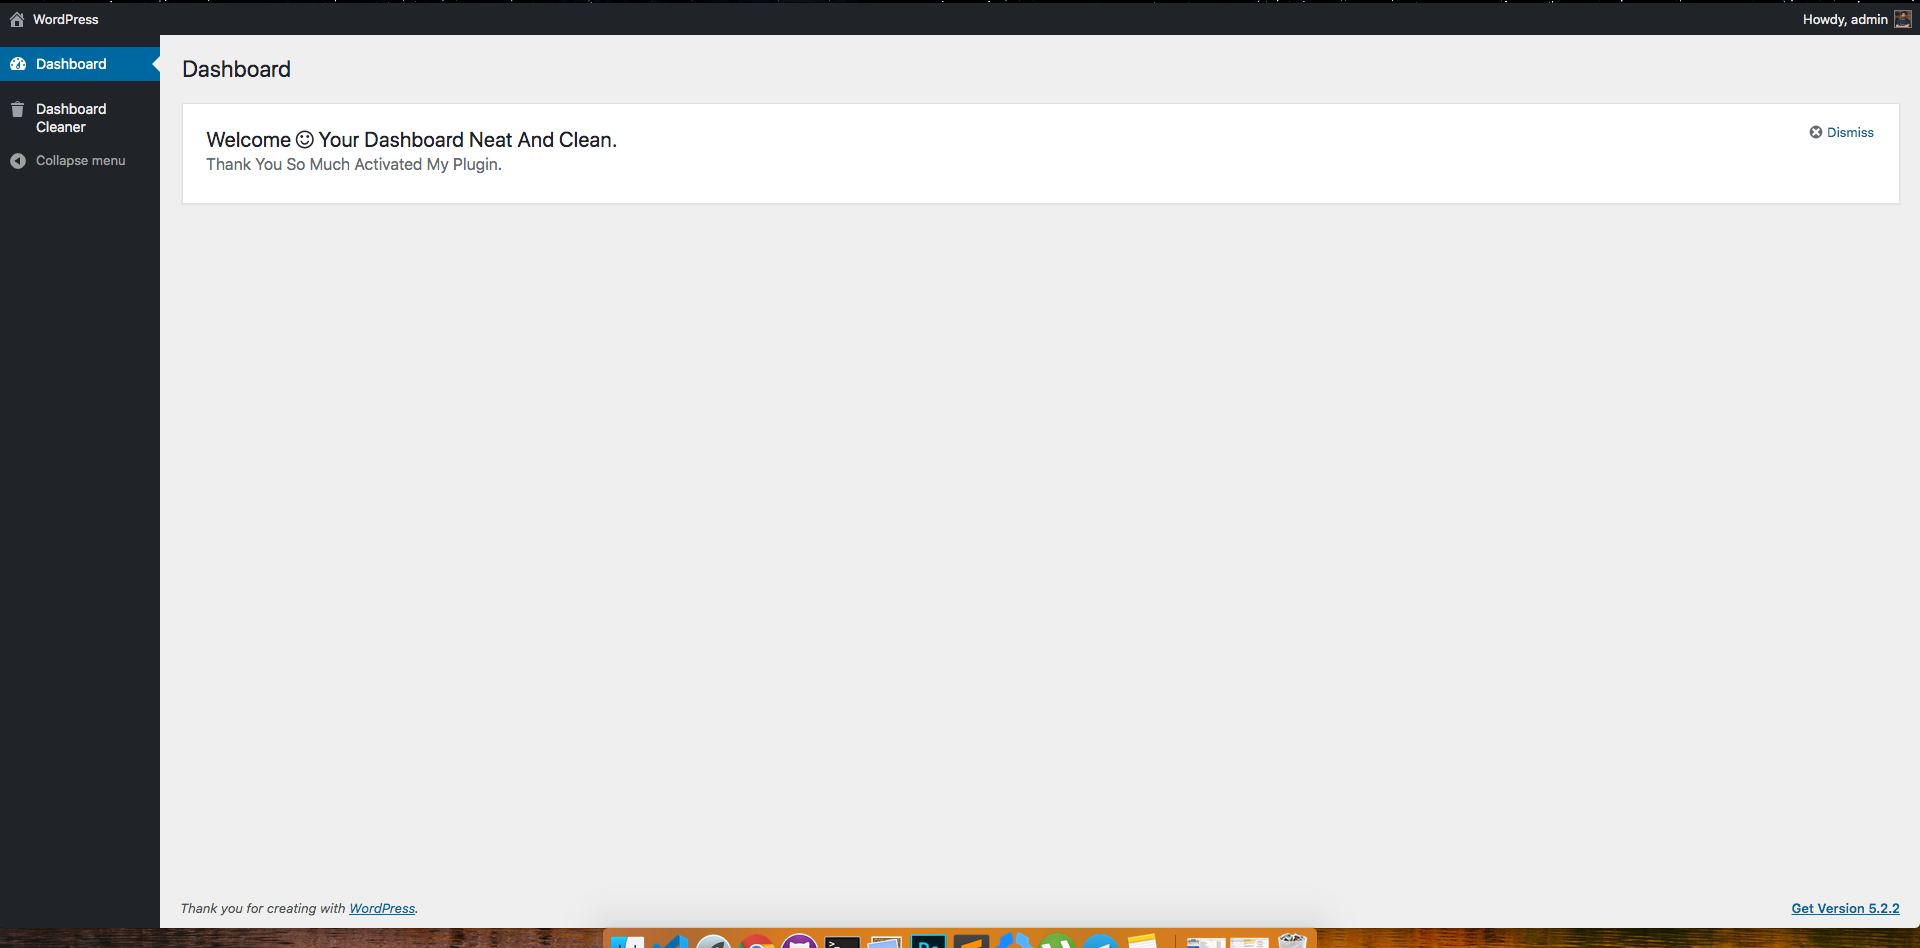 WordPress
Howdy, admin
Dashboard
Dashboard
Cleaner
Collapse menu
Dashboard
Welcome ☺ Your Dashboard Neat And Clean.
Thank You So Much Activated My Plugin.
Dismiss
Thank you for creating with WordPress.
Get Version 5.2.2